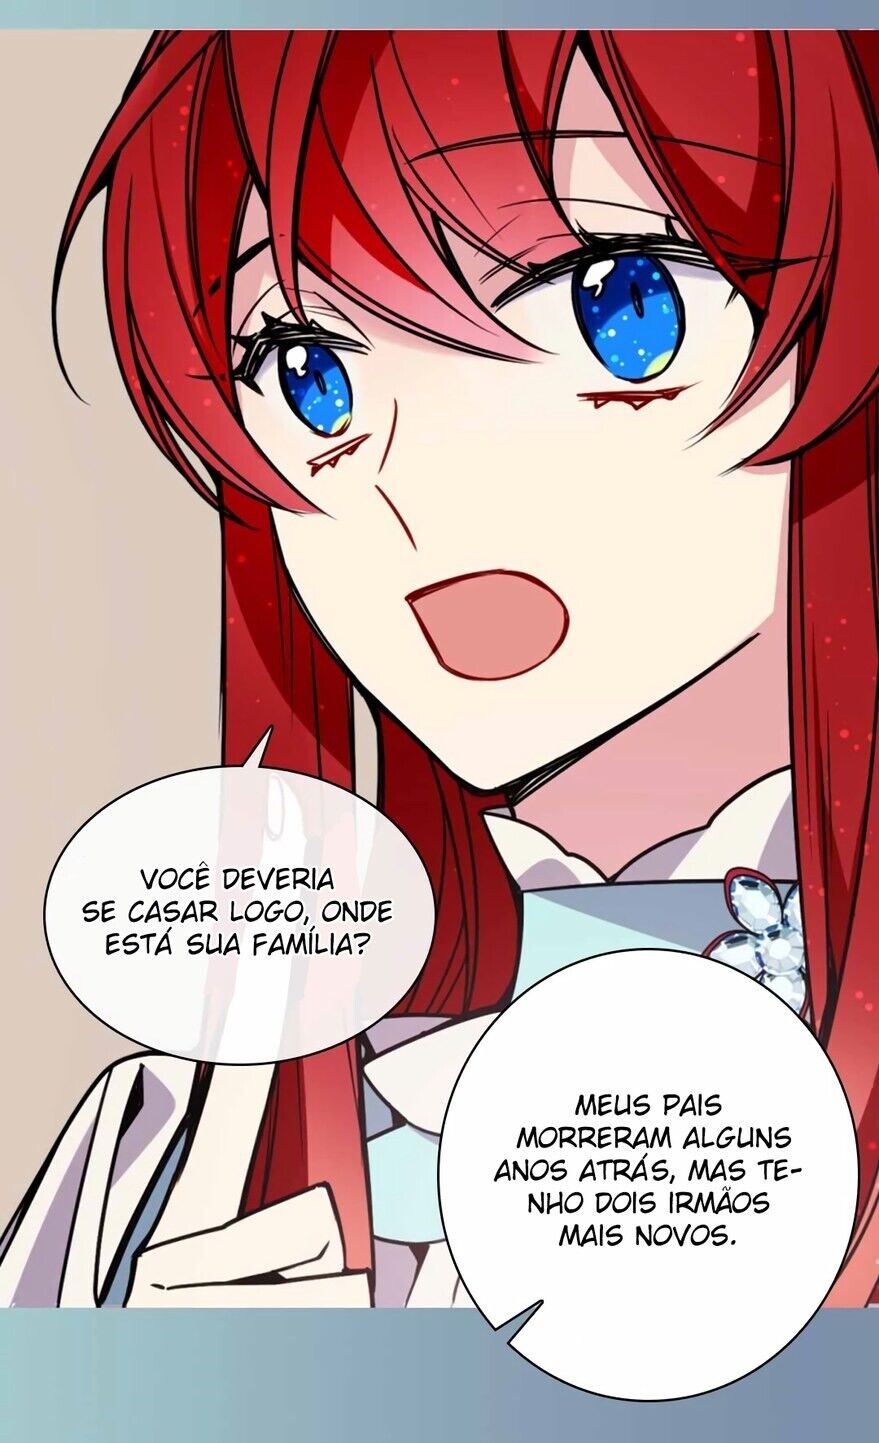 VOCÊ DEVERIA
SE CASAR LOGO, ONDE
ESTÁ SUA FAMÍLIA?
MEUS PAIS
MORRERAM ALGUNS
ANOS ATRÁS, MAS TE-
NHO DOIS IRMÃOS
MAIS NOVOS.